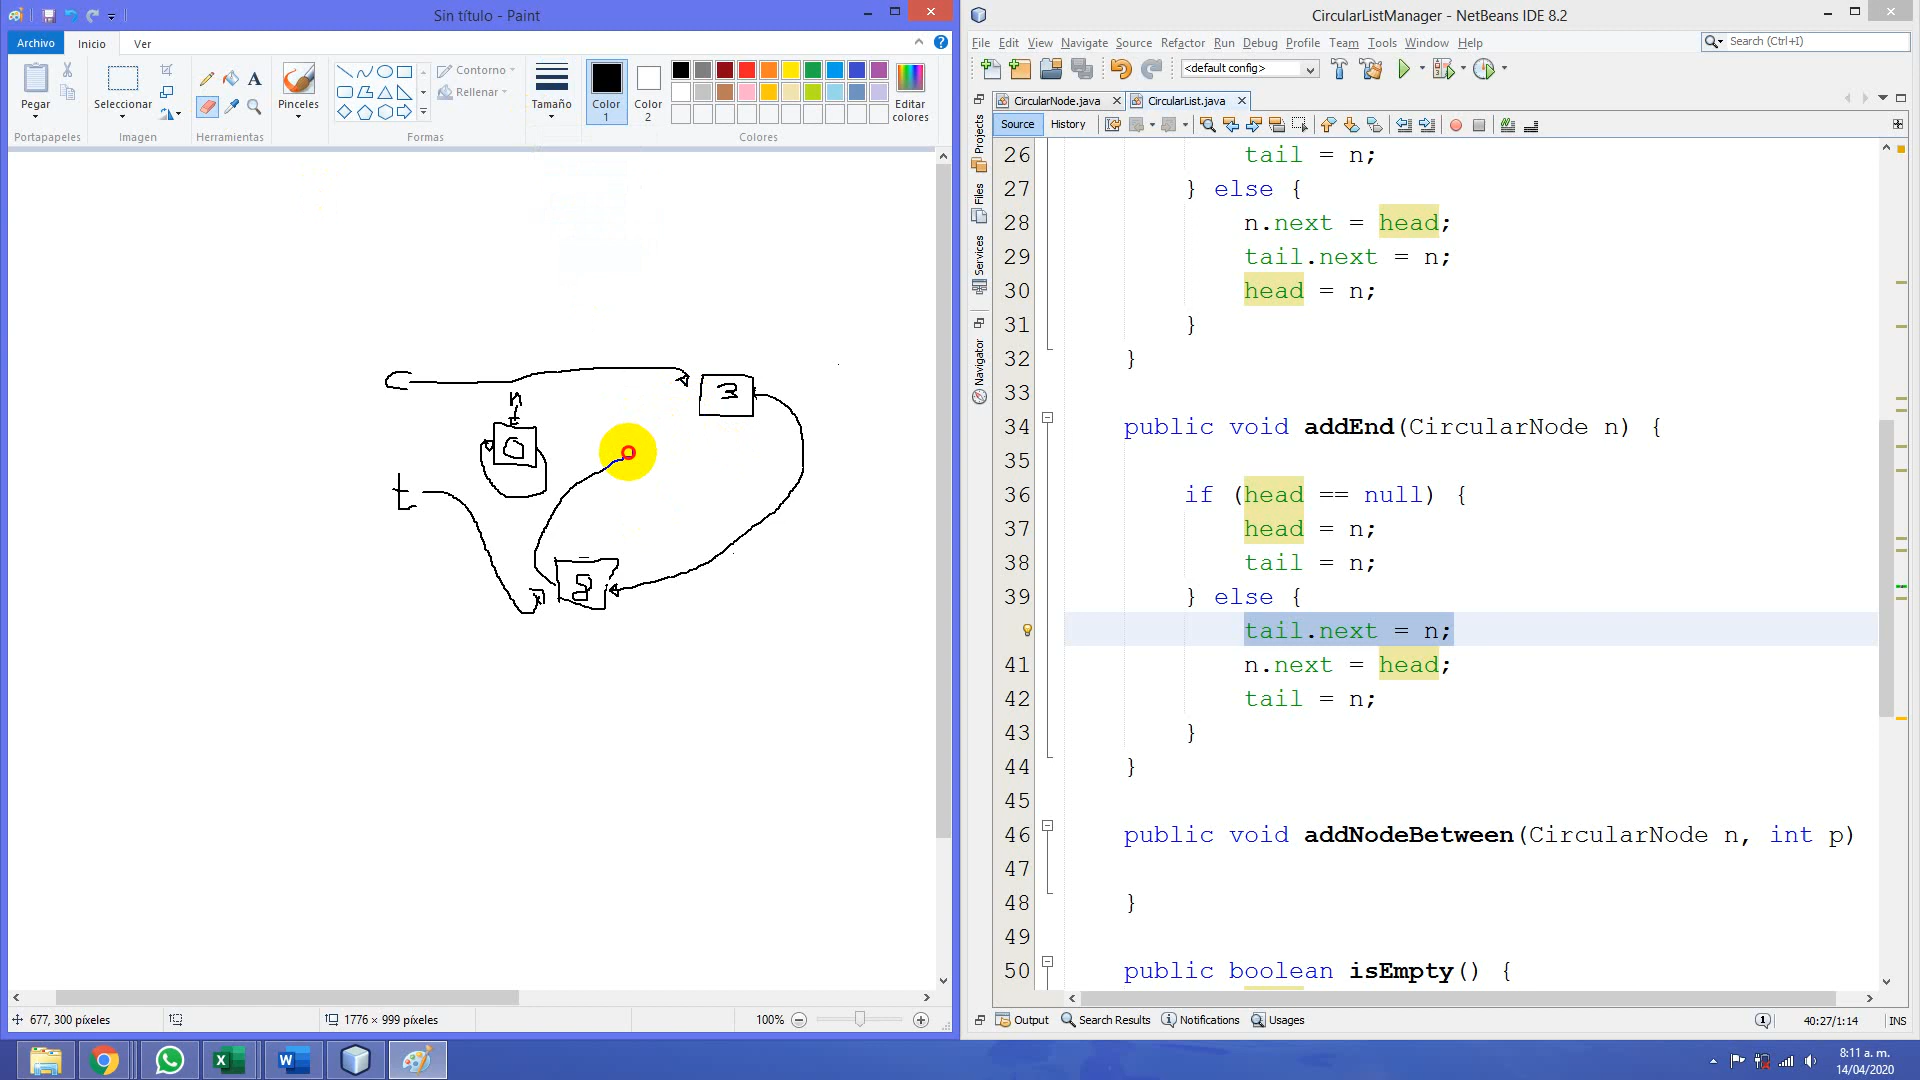 Sin título - Paint
Archivo Inicio Ver
Pegar
Seleccionar
Pinceles
Contorno
Rellenar
Tamaño
Color 1
Color 2
Editar colores
Portapapeles Imagen Herramientas Formas Colores
n
3
0
t
2
677, 300 píxeles
1776 × 999 píxeles
100%
CircularListManager - NetBeans IDE 8.2
File Edit View Navigate Source Refactor Run Debug Profile Team Tools Window Help
Search (Ctrl+I)
<default config>
CircularNode.java
CircularList.java
Source History
Projects
Files
Services
Navigator
26 tail = n;
27 } else {
28 n.next = head;
29 tail.next = n;
30 head = n;
31 }
32 }
33
34 public void addEnd(CircularNode n) {
35
36 if (head == null) {
37 head = n;
38 tail = n;
39 } else {
tail.next = n;
41 n.next = head;
42 tail = n;
43 }
44 }
45
46 public void addNodeBetween(CircularNode n, int p)
47
48 }
49
50 public boolean isEmpty() {
Output Search Results Notifications Usages
1
40:27/1:14 INS
8:11 a. m.
14/04/2020